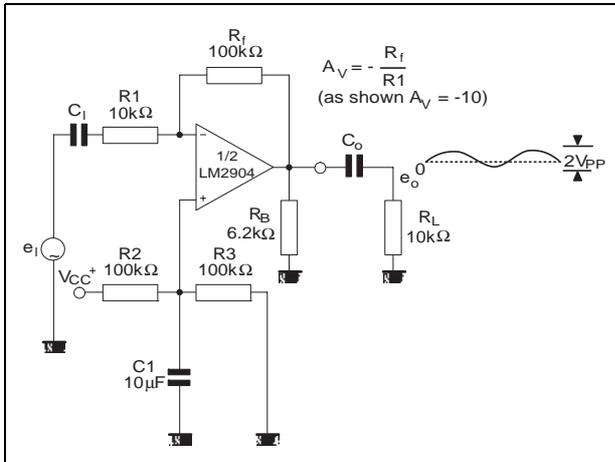 Rf
100kΩ
AV = - Rf
R1
(as shown AV = -10)
R1
10kΩ
CI
-
1/2
LM2904
+
Co
0
eo
2VPP
RB
6.2kΩ
RL
10kΩ
eI
~
VCC+
R2
100kΩ
R3
100kΩ
C1
10µF